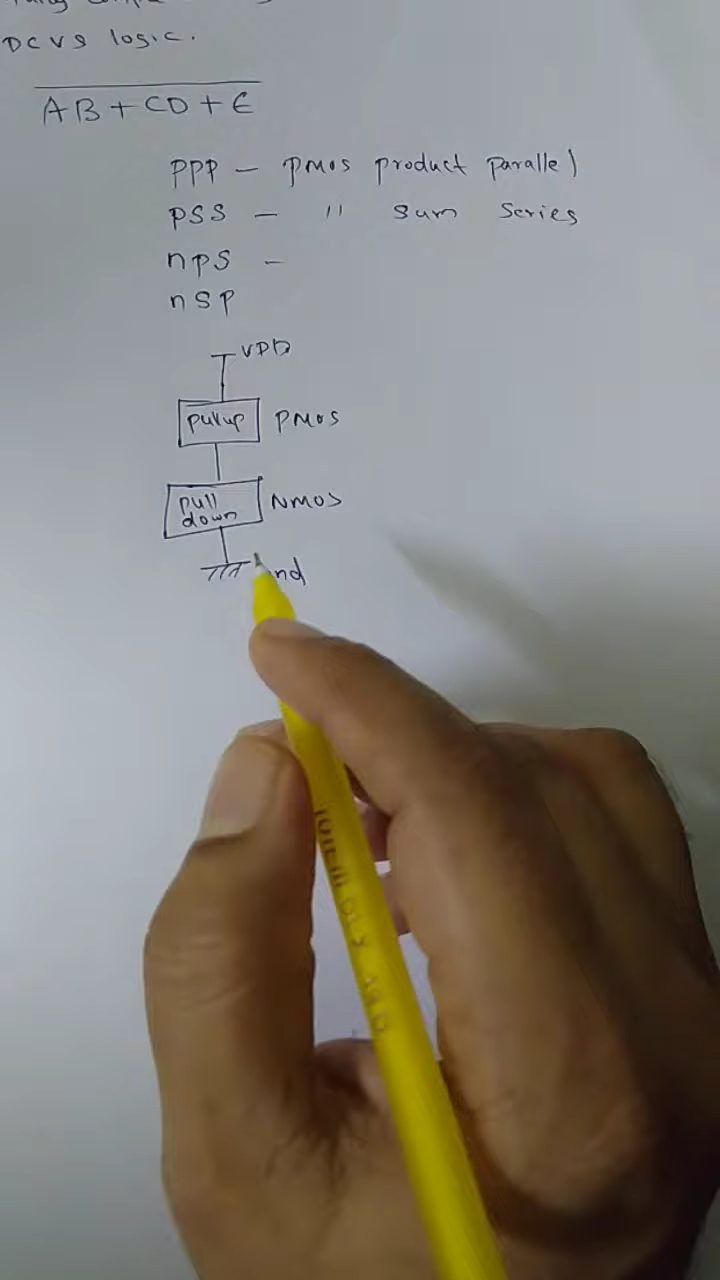 DCVS logic.
AB + CD + E
PPP - PMOS product parallel
PSS - " sum series
nps -
nsp
VDD
pullup PMOS
pull
down NMOS
nd